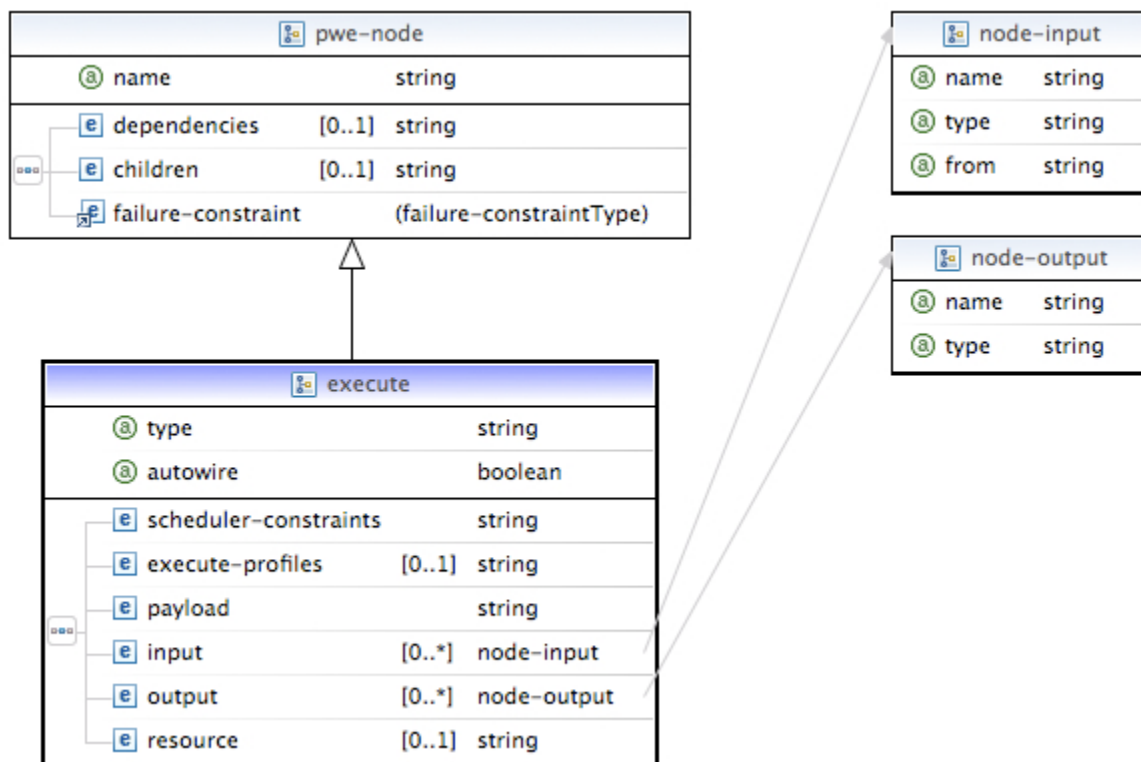 pwe-node
@ name string
e dependencies [0..1] string
e children [0..1] string
e failure-constraint (failure-constraintType)
execute
@ type string
@ autowire boolean
e scheduler-constraints string
e execute-profiles [0..1] string
e payload string
e input [0..*] node-input
e output [0..*] node-output
e resource [0..1] string
node-input
@ name string
@ type string
@ from string
node-output
@ name string
@ type string